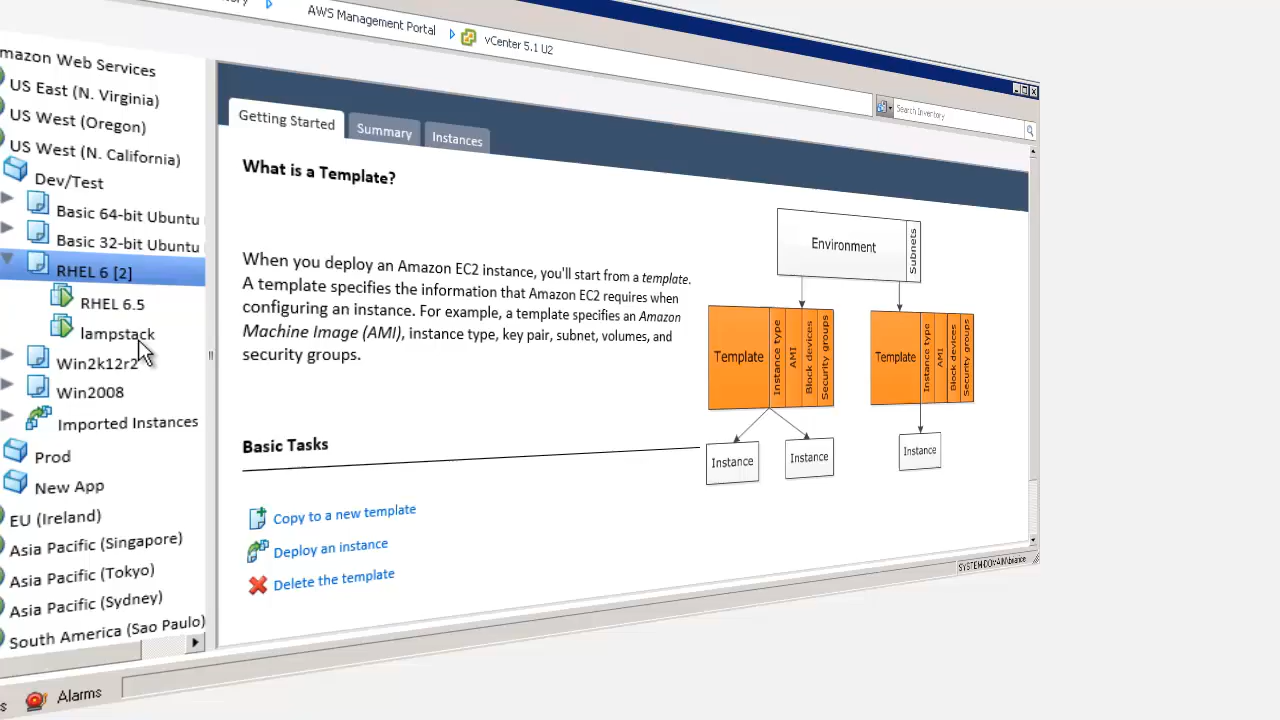 AWS Management Portal
vCenter 5.1 U2
Search Inventory
mazon Web Services
US East (N. Virginia)
US West (Oregon)
US West (N. California)
Dev/Test
Basic 64-bit Ubuntu
Basic 32-bit Ubuntu
RHEL 6 [2]
RHEL 6.5
lampstack
Win2k12r2
Win2008
Imported Instances
Prod
New App
EU (Ireland)
Asia Pacific (Singapore)
Asia Pacific (Tokyo)
Asia Pacific (Sydney)
South America (Sao Paulo)
Alarms
Getting Started
Summary
Instances
What is a Template?
When you deploy an Amazon EC2 instance, you'll start from a template.
A template specifies the information that Amazon EC2 requires when
configuring an instance. For example, a template specifies an Amazon
Machine Image (AMI), instance type, key pair, subnet, volumes, and
security groups.
Basic Tasks
Copy to a new template
Deploy an instance
Delete the template
Environment
Subnets
Template
Instance type
AMI
Block devices
Security groups
Template
Instance type
AMI
Block devices
Security groups
Instance
Instance
Instance